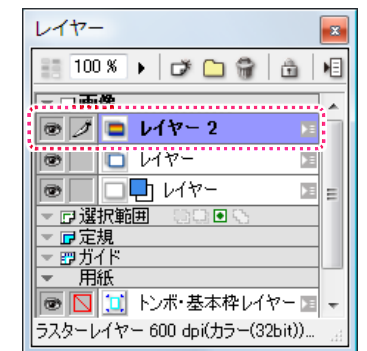 レイヤー
100 %
画像
レイヤー 2
レイヤー
レイヤー
選択範囲
定規
ガイド
用紙
トンボ・基本枠レイヤー
ラスターレイヤー 600 dpi(カラー(32bit))...